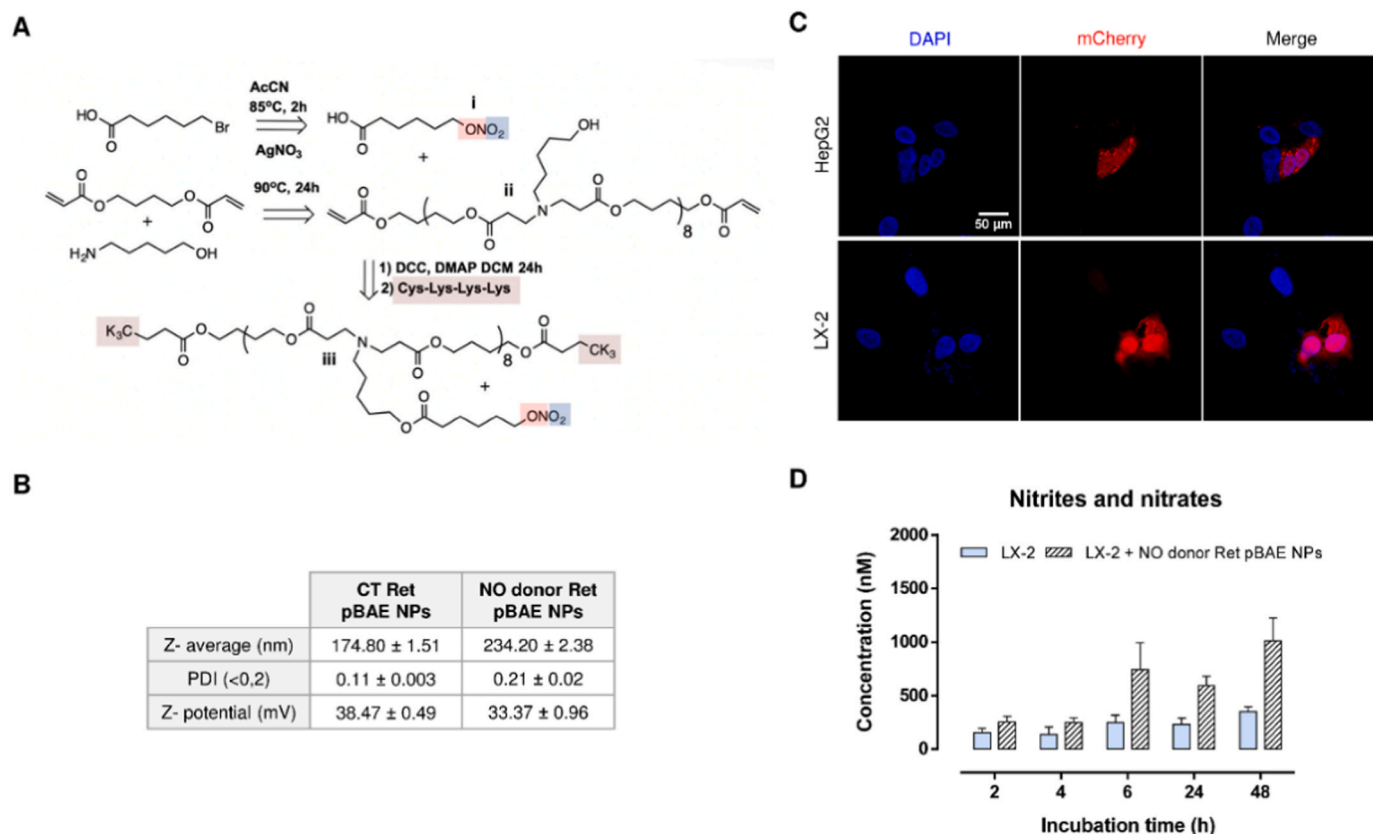 A
AcCN
85ºC, 2h
AgNO₃
HO
O
Br
i
HO
O
ONO₂
+
OH
90ºC, 24h
O
O
O
O
+
H₂N
OH
ii
O
O
O
O
N
O
O
8
O
O
1) DCC, DMAP DCM 24h
2) Cys-Lys-Lys-Lys
K₃C
O
O
O
O
iii
N
O
O
8
O
O
CK₃
+
O
O
ONO₂
B
CT Ret pBAE NPs
NO donor Ret pBAE NPs
Z- average (nm) 174.80 ± 1.51 234.20 ± 2.38
PDI (<0,2) 0.11 ± 0.003 0.21 ± 0.02
Z- potential (mV) 38.47 ± 0.49 33.37 ± 0.96
C
DAPI mCherry Merge
HepG2
50 µm
LX-2
D
Nitrites and nitrates
LX-2 LX-2 + NO donor Ret pBAE NPs
Concentration (nM)
2000
1500
1000
500
0
2 4 6 24 48
Incubation time (h)